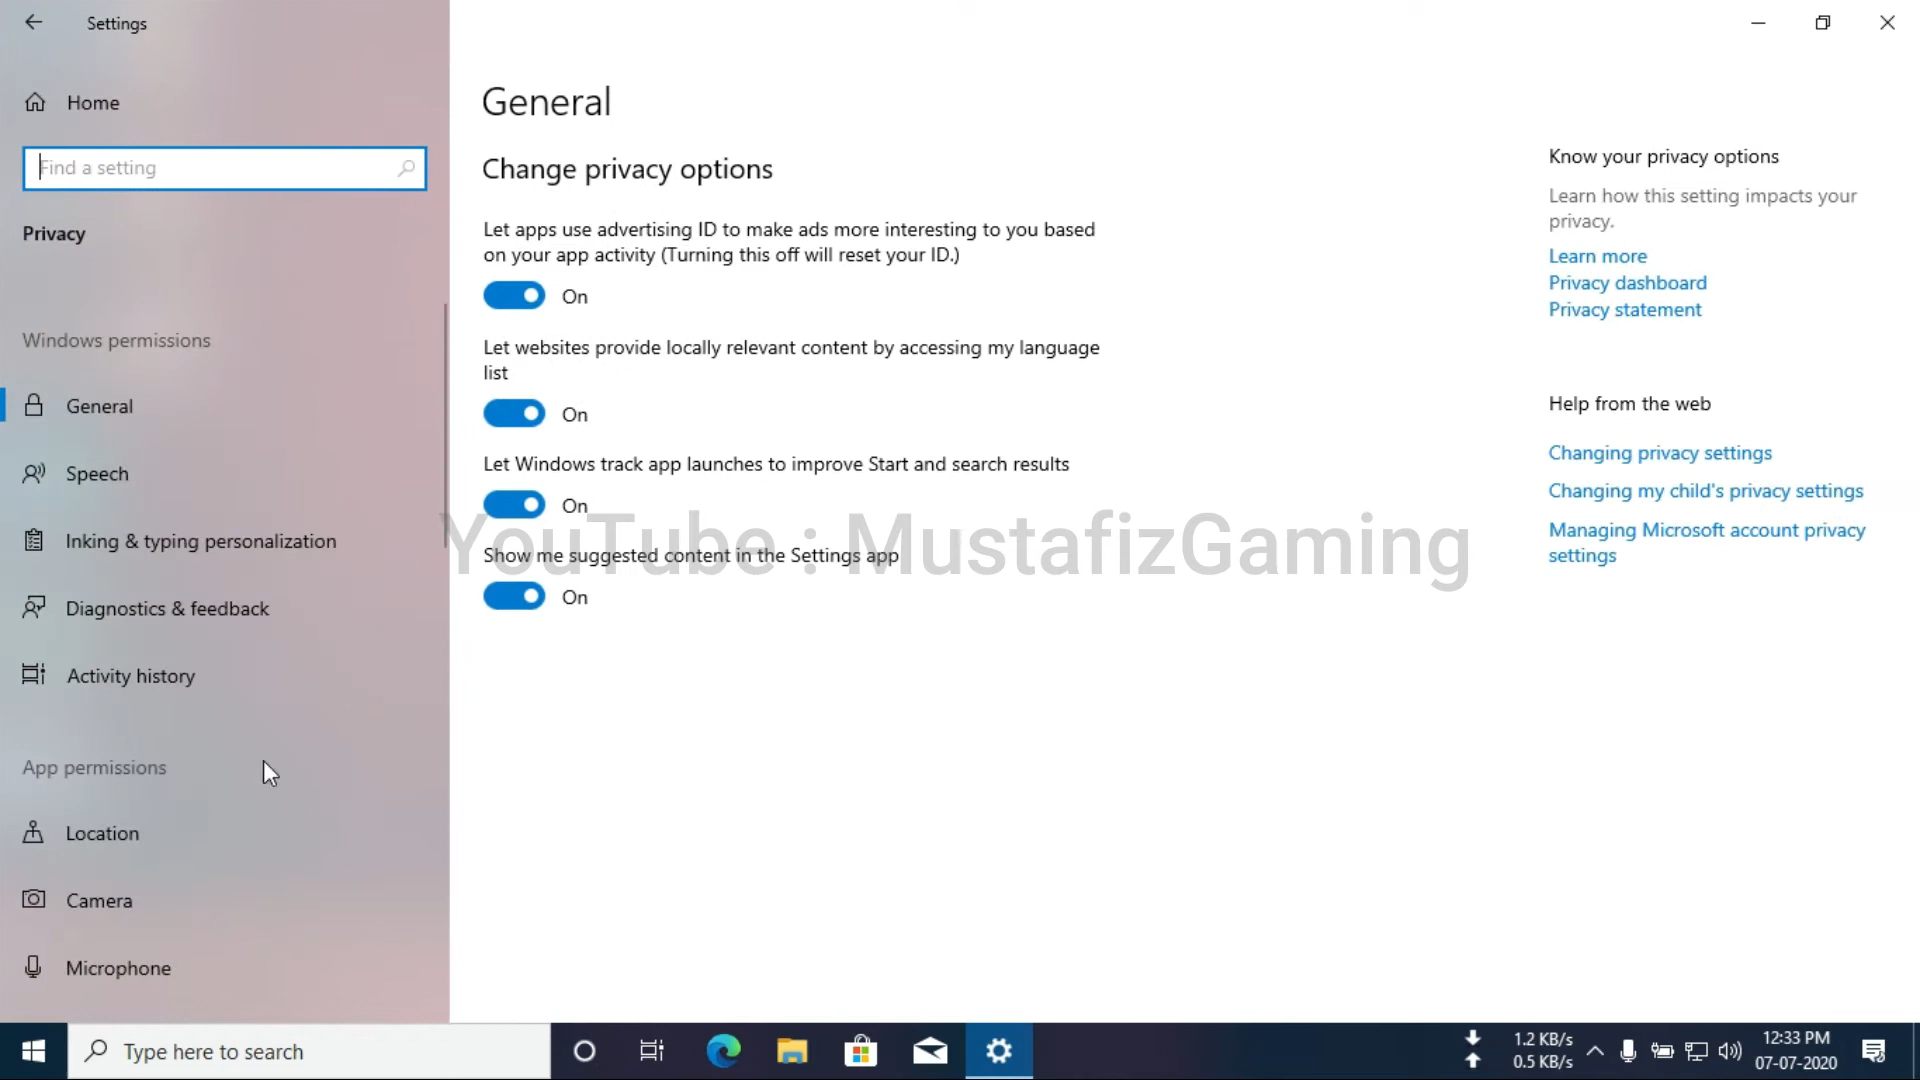 Settings
Home
Find a setting
Privacy
Windows permissions
General
Speech
Inking & typing personalization
Diagnostics & feedback
Activity history
App permissions
Location
Camera
Microphone
General
Change privacy options
Let apps use advertising ID to make ads more interesting to you based
on your app activity (Turning this off will reset your ID.)
On
Let websites provide locally relevant content by accessing my language
list
On
Let Windows track app launches to improve Start and search results
On
YouTube : MustafizGaming
Show me suggested content in the Settings app
On
Know your privacy options
Learn how this setting impacts your
privacy.
Learn more
Privacy dashboard
Privacy statement
Help from the web
Changing privacy settings
Changing my child's privacy settings
Managing Microsoft account privacy
settings
Type here to search
1.2 KB/s
0.5 KB/s
12:33 PM
07-07-2020